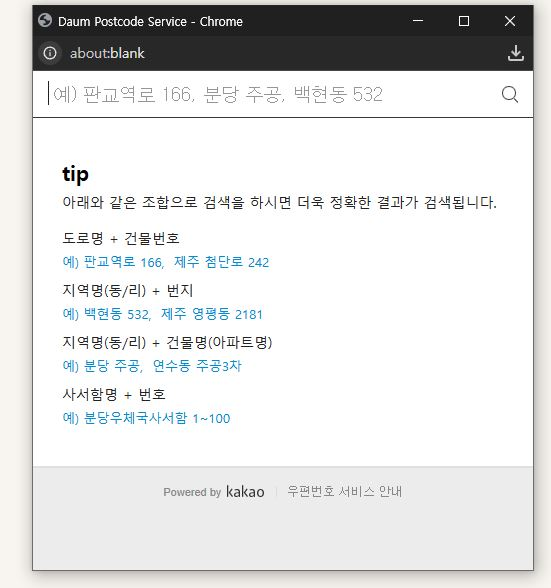 Daum Postcode Service - Chrome
about:blank
예) 판교역로 166, 분당 주공, 백현동 532
tip
아래와 같은 조합으로 검색을 하시면 더욱 정확한 결과가 검색됩니다.
도로명 + 건물번호
예) 판교역로 166, 제주 첨단로 242
지역명(동/리) + 번지
예) 백현동 532, 제주 영평동 2181
지역명(동/리) + 건물명(아파트명)
예) 분당 주공, 연수동 주공3차
사서함명 + 번호
예) 분당우체국사서함 1~100
Powered by kakao 우편번호 서비스 안내